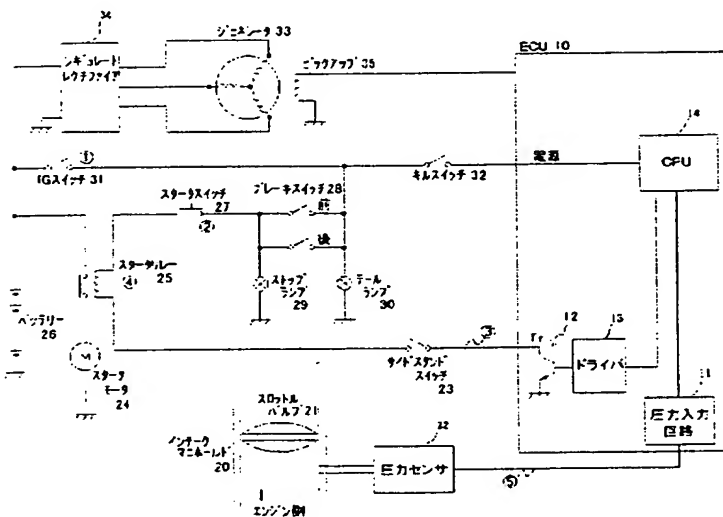 34
レギュレート
レクチファイア
ジェネレータ 33
ピックアップ 35
ECU 10
14
CPU
電源
①
IGスイッチ 31
キルスイッチ 32
スタータスイッチ
27
②
ブレーキスイッチ 28
前
後
スタータリレー
25
④
ストップ
ランプ
29
テール
ランプ
30
バッテリー
26
M
スタータ
モータ
24
サイドスタンド
スイッチ
23
③
Tr
12
13
ドライバ
11
圧力入力
回路
スロットル
バルブ 21
インテーク
マニホールド
20
22
圧力センサ
⑤
エンジン側